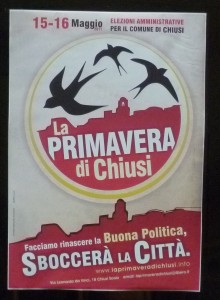 15-16 Maggio
ELEZIONI AMMINISTRATIVE
PER IL COMUNE DI CHIUSI
La
PRIMAVERA
di Chiusi
Facciamo rinascere la Buona Politica,
SBOCCERÀ LA CITTÀ.
www.laprimaveradichiusi.info